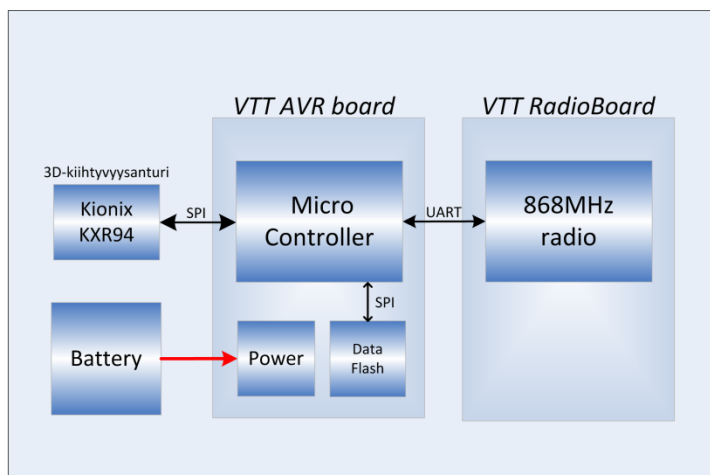 VTT AVR board
VTT RadioBoard
3D-kiihtyvyysanturi
Kionix
KXR94
SPI
Micro
Controller
UART
868MHz
radio
SPI
Battery
Power
Data
Flash